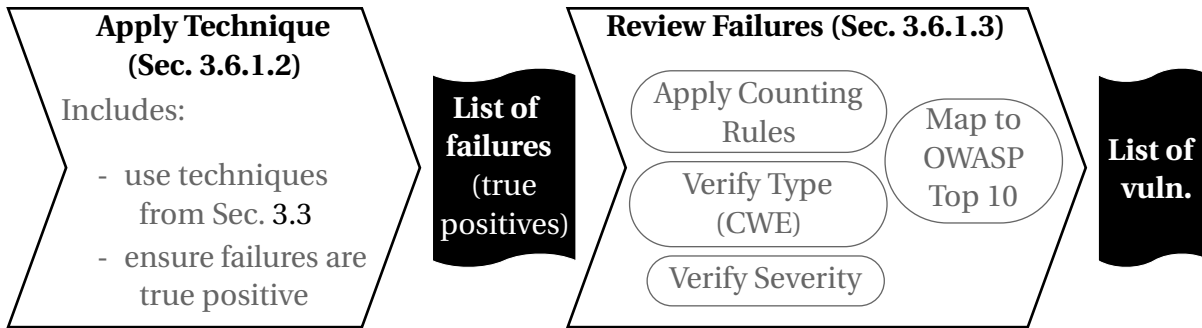 Apply Technique
(Sec. 3.6.1.2)
Includes:
- use techniques
from Sec. 3.3
- ensure failures are
true positive
List of
failures
(true
positives)
Review Failures (Sec. 3.6.1.3)
Apply Counting
Rules
Verify Type
(CWE)
Verify Severity
Map to
OWASP
Top 10
List of
vuln.